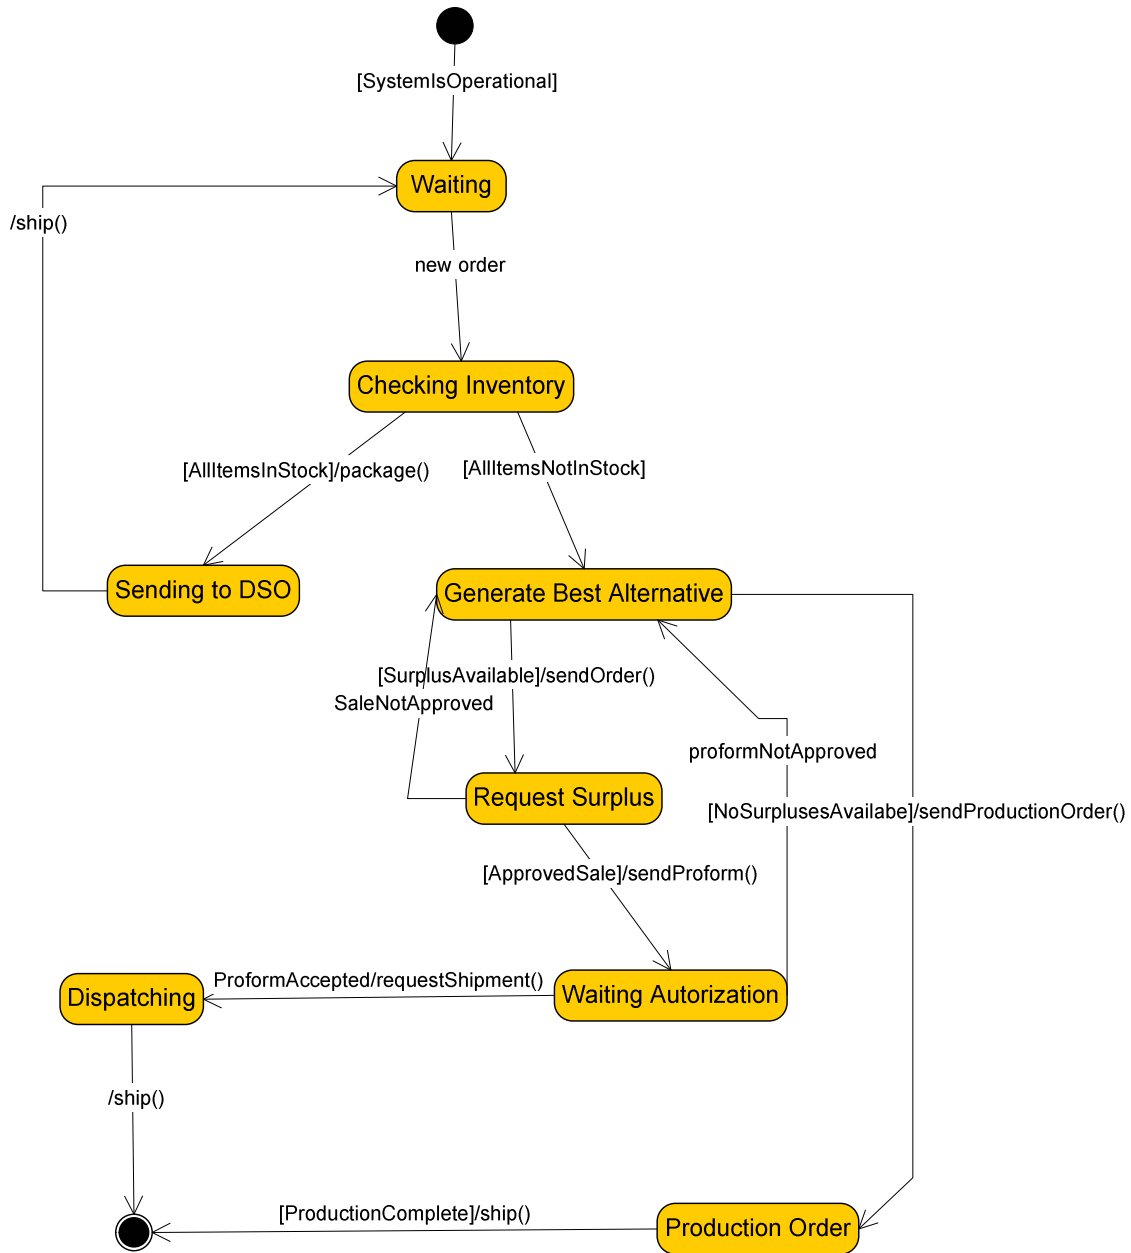 [SystemIsOperational]
Waiting
/ship()
new order
Checking Inventory
[AllItemsInStock]/package()
[AllItemsNotInStock]
Sending to DSO
Generate Best Alternative
[SurplusAvailable]/sendOrder()
SaleNotApproved
proformNotApproved
Request Surplus
[NoSurplusesAvailabe]/sendProductionOrder()
[ApprovedSale]/sendProform()
ProformAccepted/requestShipment()
Dispatching
Waiting Autorization
/ship()
[ProductionComplete]/ship()
Production Order